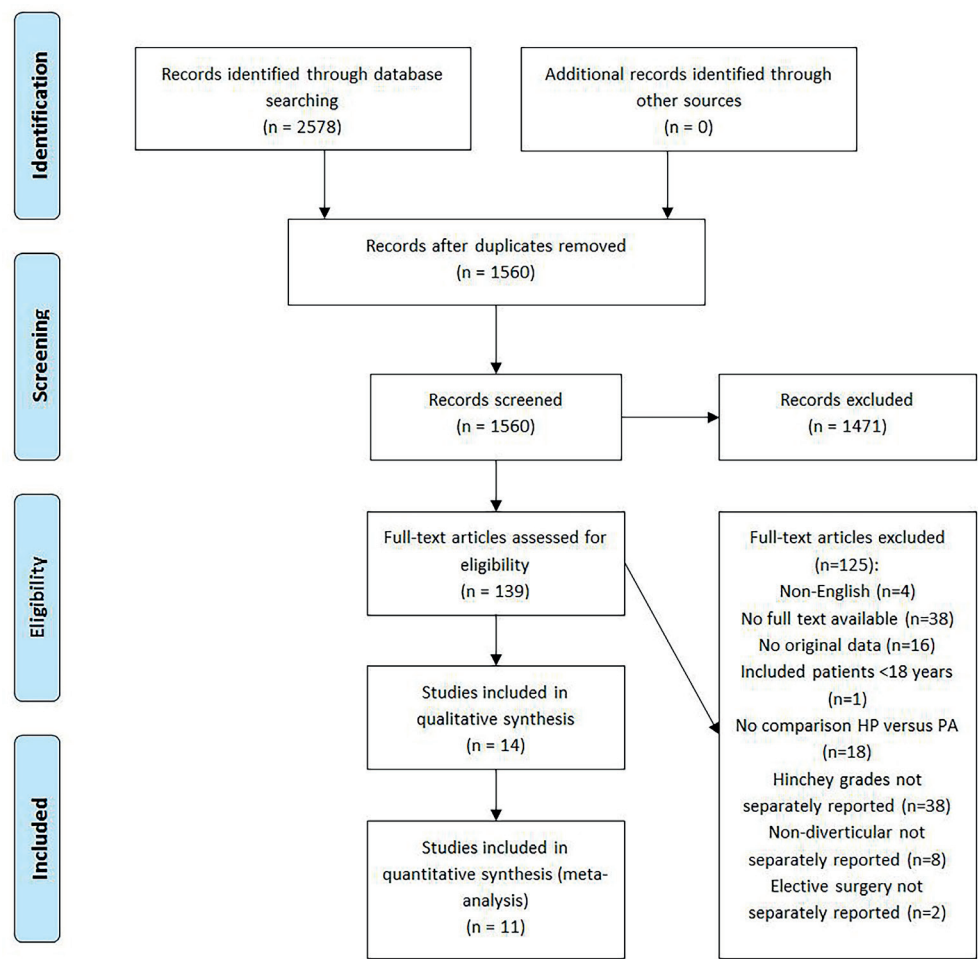 Identification
Records identified through database
searching
(n = 2578)
Additional records identified through
other sources
(n = 0)
Records after duplicates removed
(n = 1560)
Screening
Records screened
(n = 1560)
Records excluded
(n = 1471)
Eligibility
Full-text articles assessed for
eligibility
(n = 139)
Full-text articles excluded
(n=125):
Non-English (n=4)
No full text available (n=38)
No original data (n=16)
Included patients <18 years
(n=1)
No comparison HP versus PA
(n=18)
Hinchey grades not
separately reported (n=38)
Non-diverticular not
separately reported (n=8)
Elective surgery not
separately reported (n=2)
Studies included in
qualitative synthesis
(n = 14)
Included
Studies included in
quantitative synthesis (meta-
analysis)
(n = 11)